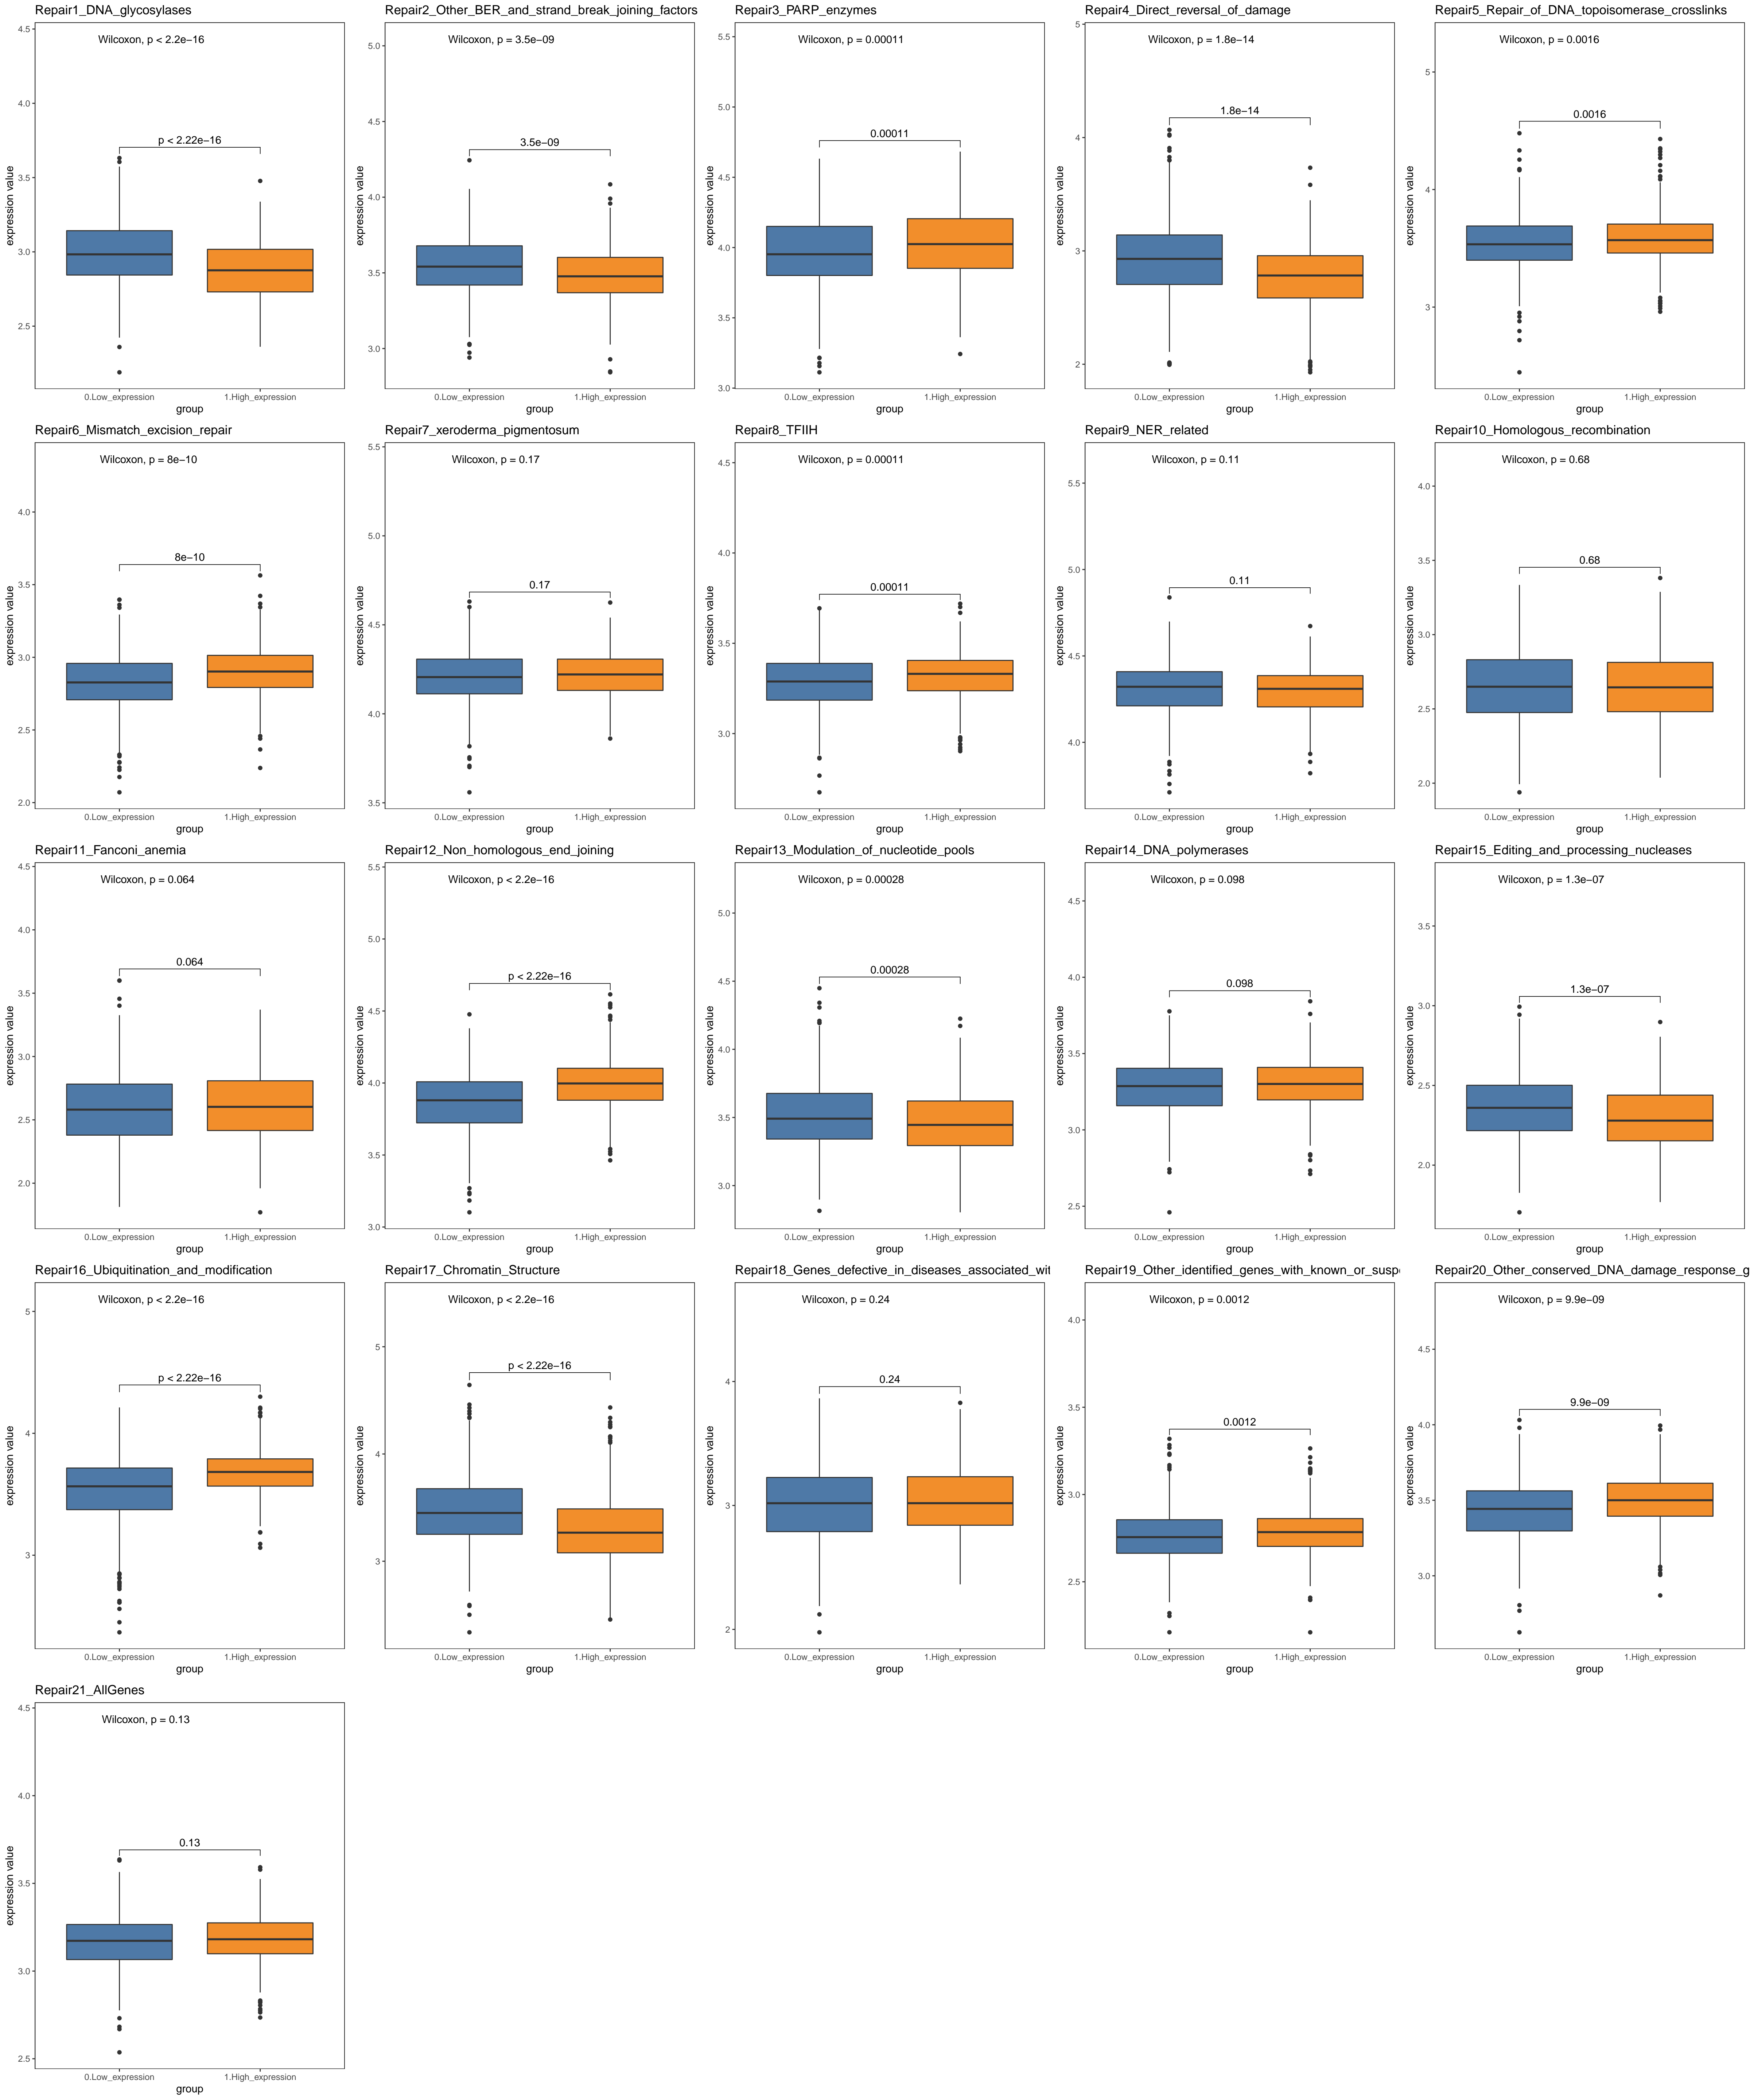 Repair1_DNA_glycosylases
Wilcoxon, p < 2.2e−16
p < 2.22e−16
4.5
4.0
3.5
3.0
2.5
expression value
0.Low_expression
1.High_expression
group
Repair2_Other_BER_and_strand_break_joining_factors
Wilcoxon, p = 3.5e−09
3.5e−09
5.0
4.5
4.0
3.5
3.0
expression value
0.Low_expression
1.High_expression
group
Repair3_PARP_enzymes
Wilcoxon, p = 0.00011
0.00011
5.5
5.0
4.5
4.0
3.5
3.0
expression value
0.Low_expression
1.High_expression
group
Repair4_Direct_reversal_of_damage
Wilcoxon, p = 1.8e−14
1.8e−14
5
4
3
2
expression value
0.Low_expression
1.High_expression
group
Repair5_Repair_of_DNA_topoisomerase_crosslinks
Wilcoxon, p = 0.0016
0.0016
5
4
3
expression value
0.Low_expression
1.High_expression
group
Repair6_Mismatch_excision_repair
Wilcoxon, p = 8e−10
8e−10
4.0
3.5
3.0
2.5
2.0
expression value
0.Low_expression
1.High_expression
group
Repair7_xeroderma_pigmentosum
Wilcoxon, p = 0.17
0.17
5.5
5.0
4.5
4.0
3.5
expression value
0.Low_expression
1.High_expression
group
Repair8_TFIIH
Wilcoxon, p = 0.00011
0.00011
4.5
4.0
3.5
3.0
expression value
0.Low_expression
1.High_expression
group
Repair9_NER_related
Wilcoxon, p = 0.11
0.11
5.5
5.0
4.5
4.0
expression value
0.Low_expression
1.High_expression
group
Repair10_Homologous_recombination
Wilcoxon, p = 0.68
0.68
4.0
3.5
3.0
2.5
2.0
expression value
0.Low_expression
1.High_expression
group
Repair11_Fanconi_anemia
Wilcoxon, p = 0.064
0.064
4.5
4.0
3.5
3.0
2.5
2.0
expression value
0.Low_expression
1.High_expression
group
Repair12_Non_homologous_end_joining
Wilcoxon, p < 2.2e−16
p < 2.22e−16
5.5
5.0
4.5
4.0
3.5
3.0
expression value
0.Low_expression
1.High_expression
group
Repair13_Modulation_of_nucleotide_pools
Wilcoxon, p = 0.00028
0.00028
5.0
4.5
4.0
3.5
3.0
expression value
0.Low_expression
1.High_expression
group
Repair14_DNA_polymerases
Wilcoxon, p = 0.098
0.098
4.5
4.0
3.5
3.0
2.5
expression value
0.Low_expression
1.High_expression
group
Repair15_Editing_and_processing_nucleases
Wilcoxon, p = 1.3e−07
1.3e−07
3.5
3.0
2.5
2.0
expression value
0.Low_expression
1.High_expression
group
Repair16_Ubiquitination_and_modification
Wilcoxon, p < 2.2e−16
p < 2.22e−16
5
4
3
expression value
0.Low_expression
1.High_expression
group
Repair17_Chromatin_Structure
Wilcoxon, p < 2.2e−16
p < 2.22e−16
5
4
3
expression value
0.Low_expression
1.High_expression
group
Repair18_Genes_defective_in_diseases_associated_wit
Wilcoxon, p = 0.24
0.24
4
3
2
expression value
0.Low_expression
1.High_expression
group
Repair19_Other_identified_genes_with_known_or_susp
Wilcoxon, p = 0.0012
0.0012
4.0
3.5
3.0
2.5
expression value
0.Low_expression
1.High_expression
group
Repair20_Other_conserved_DNA_damage_response_g
Wilcoxon, p = 9.9e−09
9.9e−09
4.5
4.0
3.5
3.0
expression value
0.Low_expression
1.High_expression
group
Repair21_AllGenes
Wilcoxon, p = 0.13
0.13
4.5
4.0
3.5
3.0
2.5
expression value
0.Low_expression
1.High_expression
group